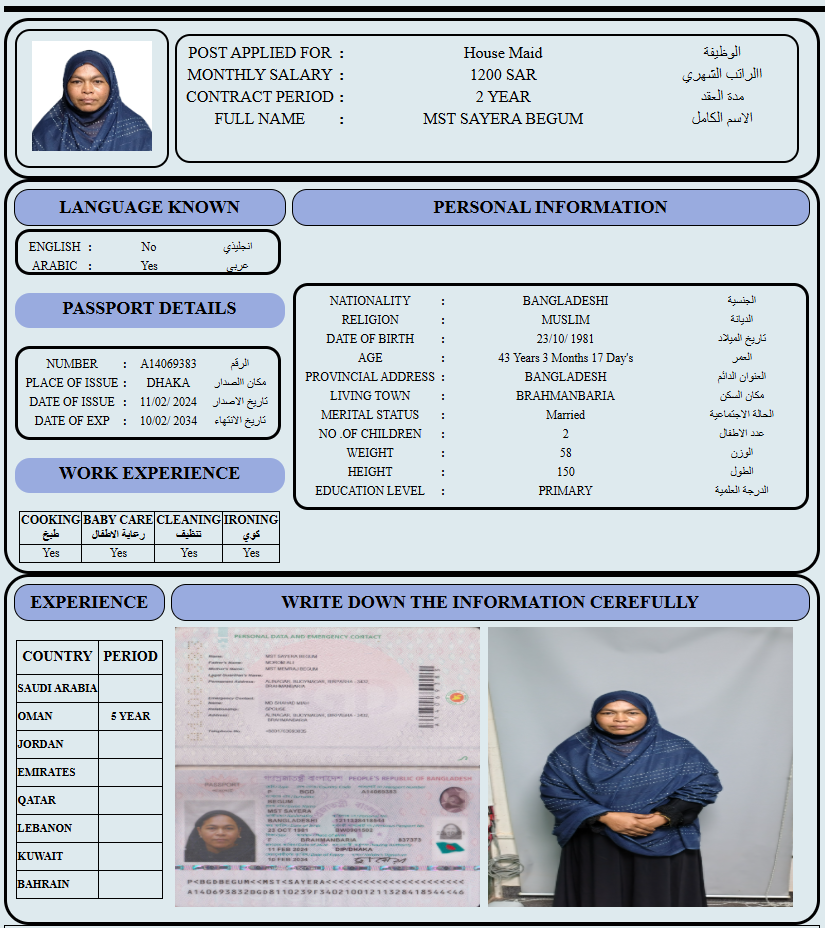 POST APPLIED FOR : House Maid الوظيفة
MONTHLY SALARY : 1200 SAR االراتب الشهري
CONTRACT PERIOD : 2 YEAR مدة العقد
FULL NAME : MST SAYERA BEGUM الاسم الكامل
LANGUAGE KNOWN
ENGLISH : No انجليذي
ARABIC : Yes عربي
PASSPORT DETAILS
NUMBER : A14069383 الرقم
PLACE OF ISSUE : DHAKA مكان االصدار
DATE OF ISSUE : 11/02/ 2024 تاريخ الاصدار
DATE OF EXP : 10/02/ 2034 تاريخ الانتهاء
WORK EXPERIENCE
COOKING BABY CARE CLEANING IRONING
طبخ رعاية الاطفال تنظيف كوي
Yes Yes Yes Yes
PERSONAL INFORMATION
NATIONALITY : BANGLADESHI الجنسية
RELIGION : MUSLIM الديانة
DATE OF BIRTH : 23/10/ 1981 تاريخ الميلاد
AGE : 43 Years 3 Months 17 Day's العمر
PROVINCIAL ADDRESS : BANGLADESH العنوان الدائم
LIVING TOWN : BRAHMANBARIA مكان السكن
MERITAL STATUS : Married الحالة الاجتماعية
NO .OF CHILDREN : 2 عدد الاطفال
WEIGHT : 58 الوزن
HEIGHT : 150 الطول
EDUCATION LEVEL : PRIMARY الدرجة العلمية
EXPERIENCE
COUNTRY PERIOD
SAUDI ARABIA
OMAN 5 YEAR
JORDAN
EMIRATES
QATAR
LEBANON
KUWAIT
BAHRAIN
WRITE DOWN THE INFORMATION CEREFULLY
PERSONAL DATA AND EMERGENCY CONTACT
MST SAYERA BEGUM
BRAHMANBARIA
SPOUSE
BRAHMANBARIA
PASSPORT গণপ্রজাতন্ত্রী বাংলাদেশ PEOPLE'S REPUBLIC OF BANGLADESH
P BGD A14069383
BEGUM
MST SAYERA
BANGLADESHI
23 OCT 1981
F BRAHMANBARIA
11 FEB 2024 DIP/DHAKA
10 FEB 2034
P<BGDBEGUM<<MST<SAYERA<<<<<<<<<<<<<<<<<<<<<<